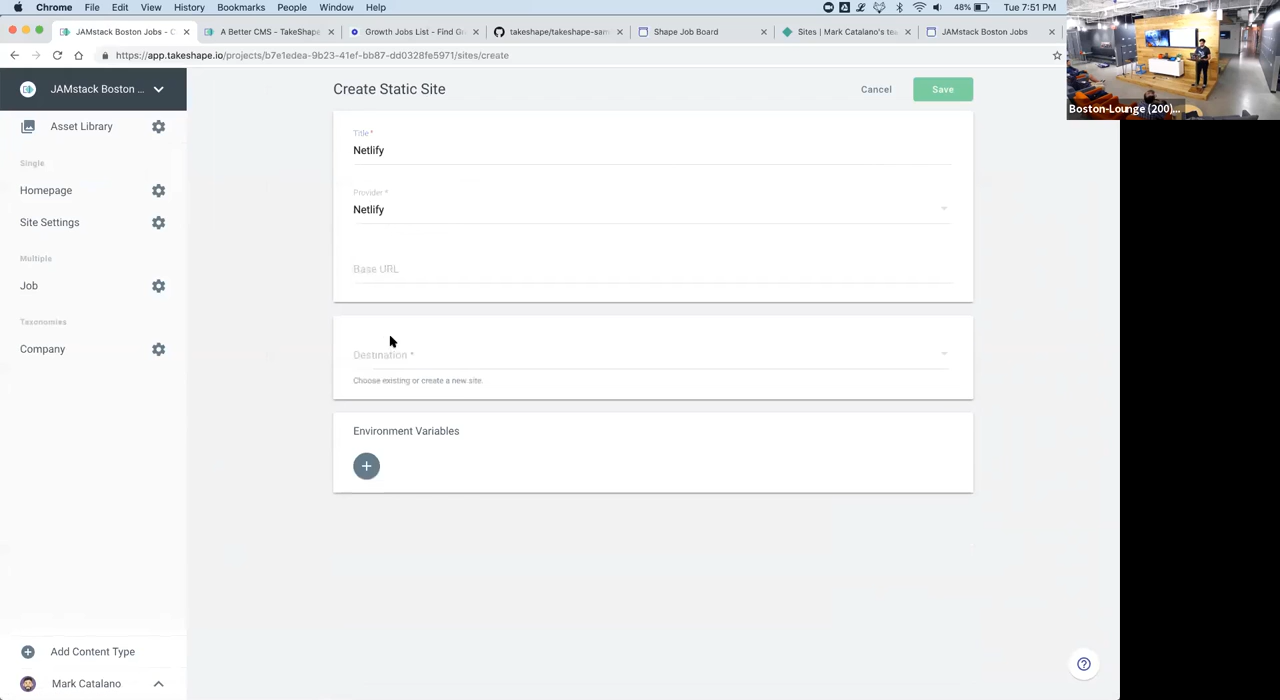 Chrome File Edit View History Bookmarks People Window Help 48% Tue 7:51 PM
JAMstack Boston Jobs - C
A Better CMS - TakeShape
Growth Jobs List - Find G
takeshape/takeshape-sam
Shape Job Board
Sites | Mark Catalano's tea
JAMstack Boston Jobs
https://app.takeshape.io/projects/b7e1edea-9b23-41ef-bb87-dd0328fe5971/sites/create
Boston-Lounge (200)...
JAMstack Boston ...
Asset Library
Single
Homepage
Site Settings
Multiple
Job
Taxonomies
Company
Add Content Type
Mark Catalano
Create Static Site
Cancel
Save
Title *
Netlify
Provider *
Netlify
Base URL
Destination *
Choose existing or create a new site.
Environment Variables